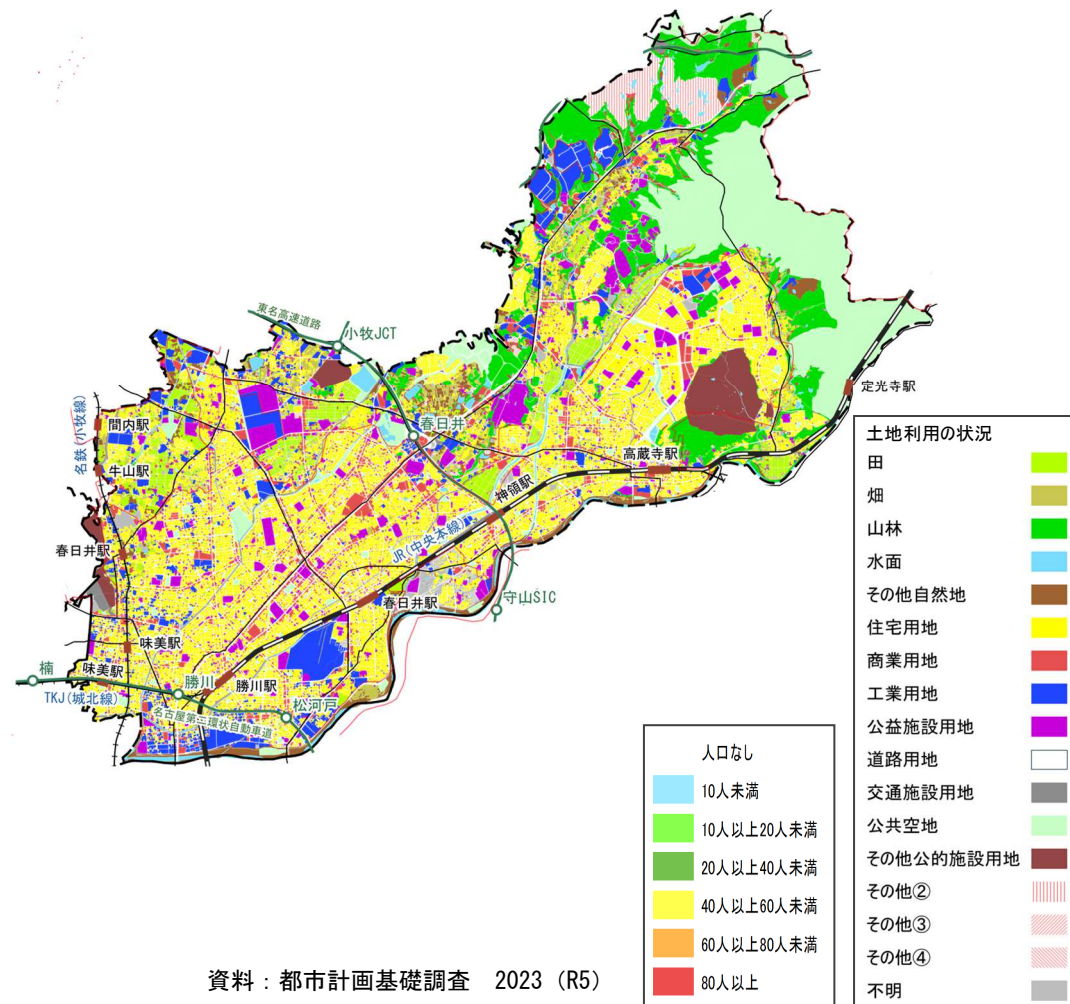 東名高速道路
小牧JCT
名鉄(小牧線)
間内駅
牛山駅
春日井駅
春日井
高蔵寺駅
定光寺駅
神領駅
JR(中央本線)
春日井駅
守山SIC
味美駅
楠
味美駅
勝川
勝川駅
TKJ(城北線)
松河戸
名古屋第二環状自動車道
土地利用の状況
田
畑
山林
水面
その他自然地
住宅用地
商業用地
工業用地
公益施設用地
道路用地
交通施設用地
公共空地
その他公的施設用地
その他②
その他③
その他④
不明
人口なし
10人未満
10人以上20人未満
20人以上40人未満
40人以上60人未満
60人以上80人未満
80人以上
資料:都市計画基礎調査 2023(R5)